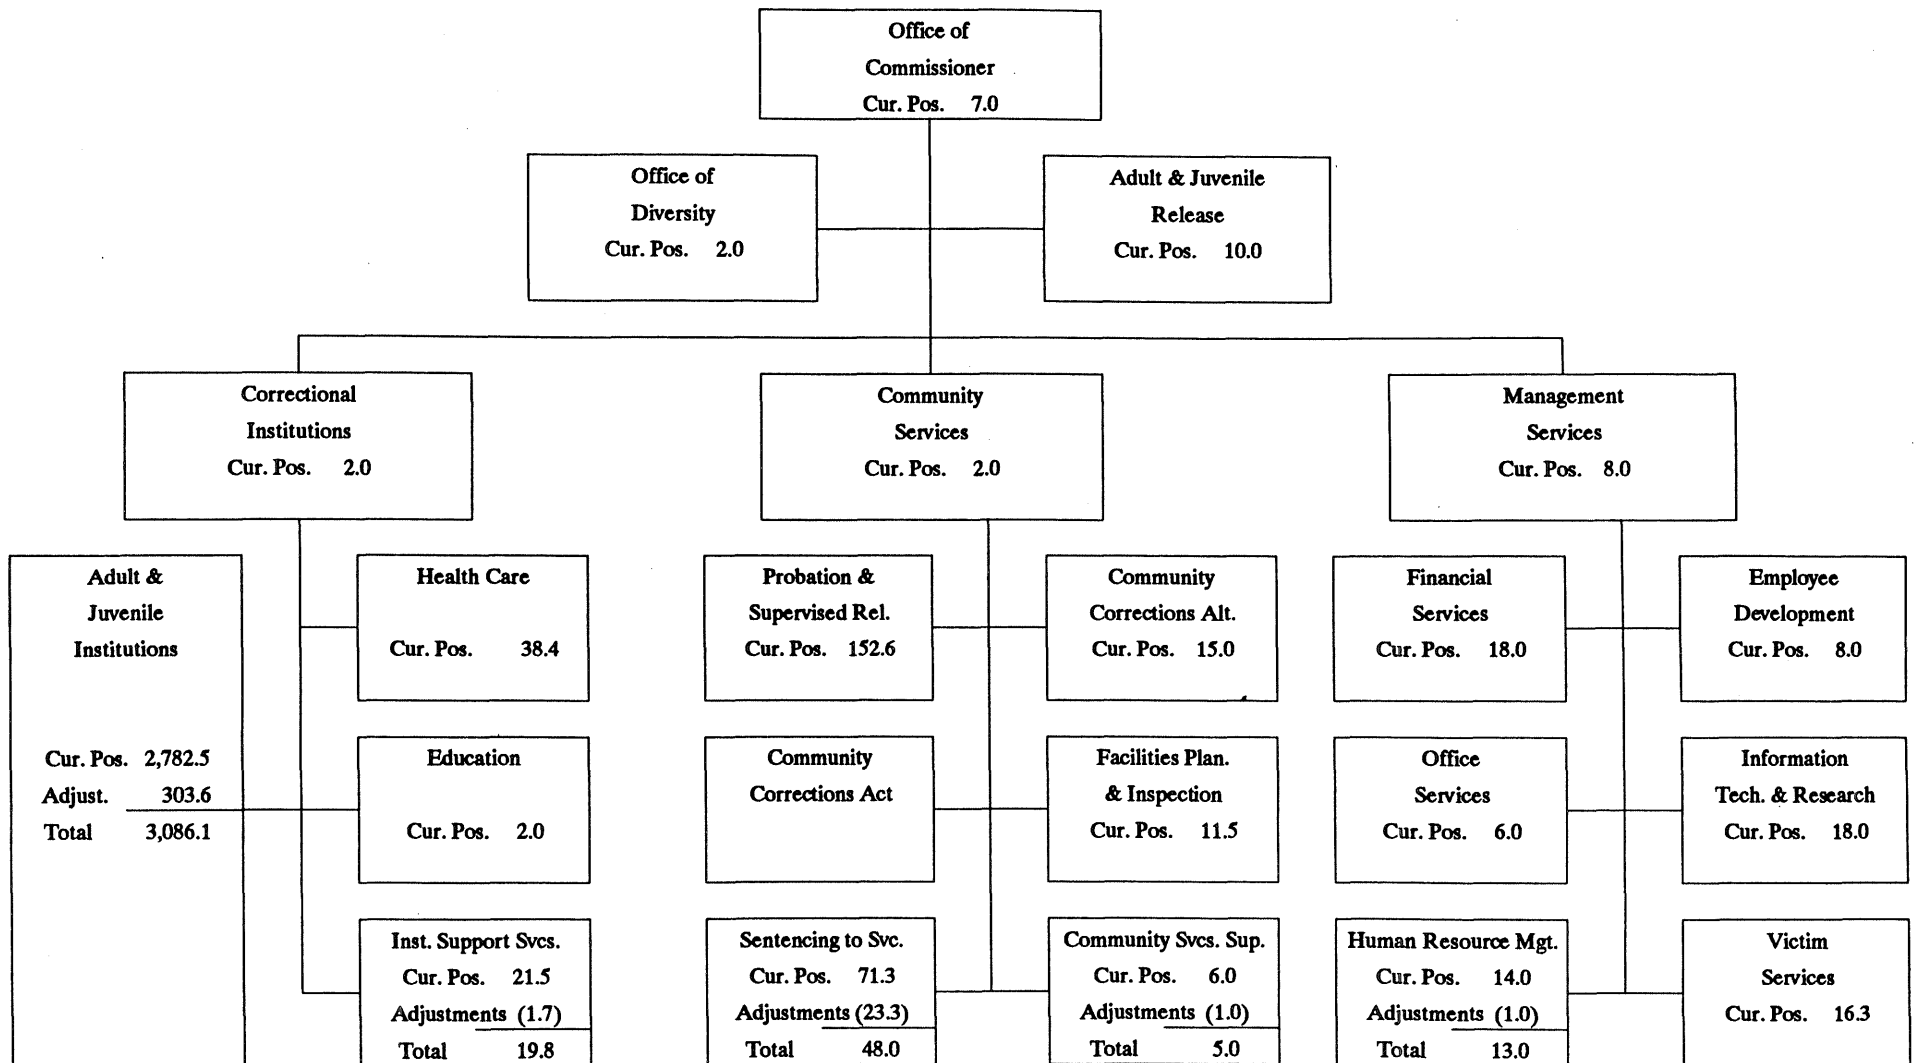 Office of
Commissioner
Cur. Pos. 7.0
Office of
Diversity
Cur. Pos. 2.0
Adult & Juvenile
Release
Cur. Pos. 10.0
Correctional
Institutions
Cur. Pos. 2.0
Community
Services
Cur. Pos. 2.0
Management
Services
Cur. Pos. 8.0
Adult &
Juvenile
Institutions
Cur. Pos. 2,782.5
Adjust. 303.6
Total 3,086.1
Health Care
Cur. Pos. 38.4
Education
Cur. Pos. 2.0
Inst. Support Svcs.
Cur. Pos. 21.5
Adjustments (1.7)
Total 19.8
Probation &
Supervised Rel.
Cur. Pos. 152.6
Community
Corrections Alt.
Cur. Pos. 15.0
Community
Corrections Act
Facilities Plan.
& Inspection
Cur. Pos. 11.5
Sentencing to Svc.
Cur. Pos. 71.3
Adjustments (23.3)
Total 48.0
Community Svcs. Sup.
Cur. Pos. 6.0
Adjustments (1.0)
Total 5.0
Financial
Services
Cur. Pos. 18.0
Employee
Development
Cur. Pos. 8.0
Office
Services
Cur. Pos. 6.0
Information
Tech. & Research
Cur. Pos. 18.0
Human Resource Mgt.
Cur. Pos. 14.0
Adjustments (1.0)
Total 13.0
Victim
Services
Cur. Pos. 16.3